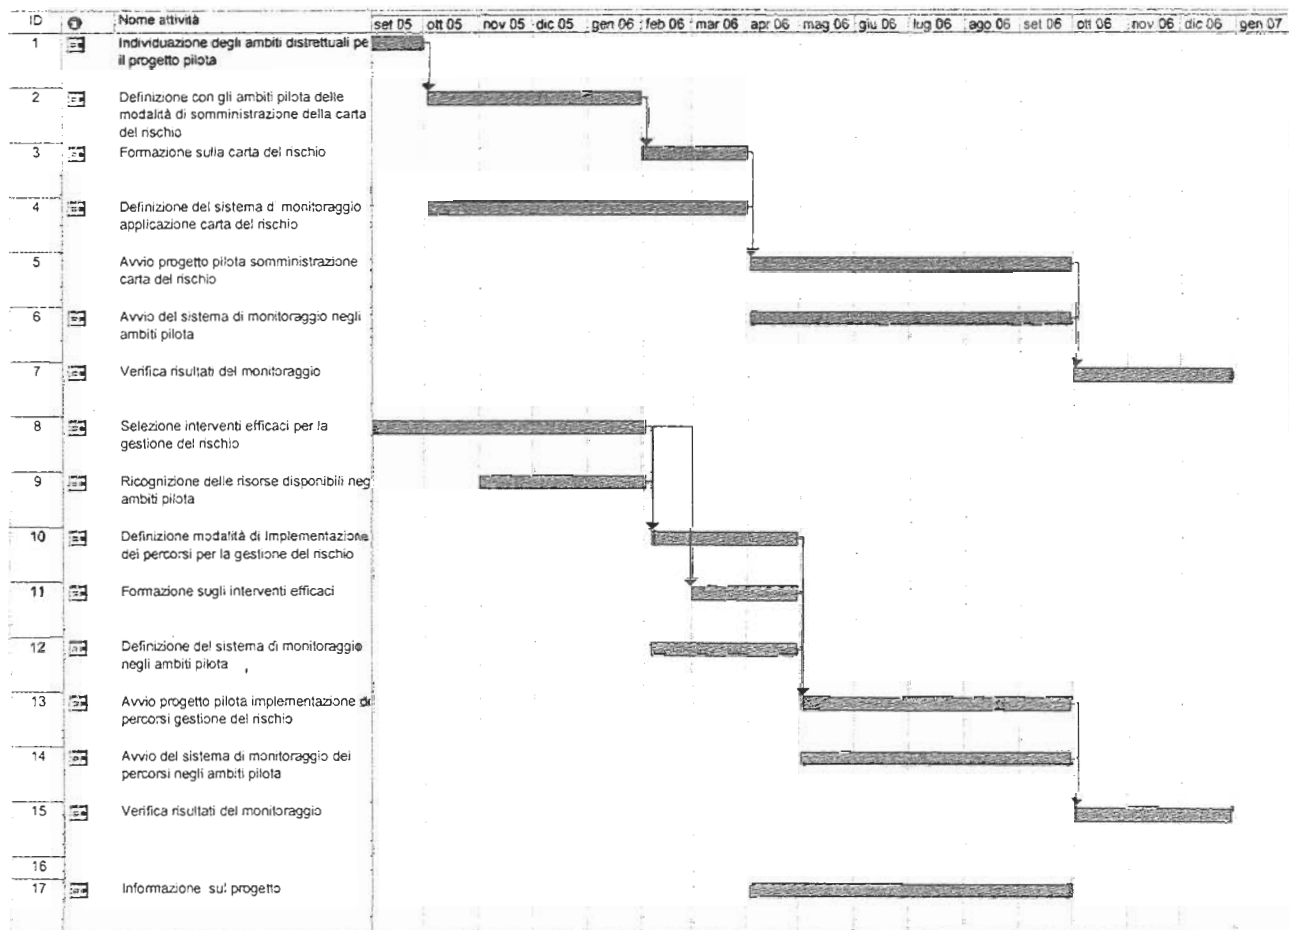 ID Nome attività set 05 ott 05 nov 05 dic 05 gen 06 feb 06 mar 06 apr 06 mag 06 giu 06 lug 06 ago 06 set 06 ott 06 nov 06 dic 06 gen 07
1 Individuazione degli ambiti distrettuali pe
il progetto pilota
2 Definizione con gli ambiti pilota delle
modalità di somministrazione della carta
del rischio
3 Formazione sulla carta del rischio
4 Definizione del sistema d monitoraggio
applicazione carta del rischio
5 Avvio progetto pilota somministrazione
carta del rischio
6 Avvio del sistema di monitoraggio negli
ambiti pilota
7 Verifica risultati del monitoraggio
8 Selezione interventi efficaci per la
gestione del rischio
9 Ricognizione delle risorse disponibili neg
ambiti pilota
10 Definizione modalità di Implementazione
dei percorsi per la gestione del rischio
11 Formazione sugli interventi efficaci
12 Definizione del sistema di monitoraggio
negli ambiti pilota
13 Avvio progetto pilota implementazione de
percorsi gestione del rischio
14 Avvio del sistema di monitoraggio dei
percorsi negli ambiti pilota
15 Verifica risultati del monitoraggio
16
17 Informazione sul progetto